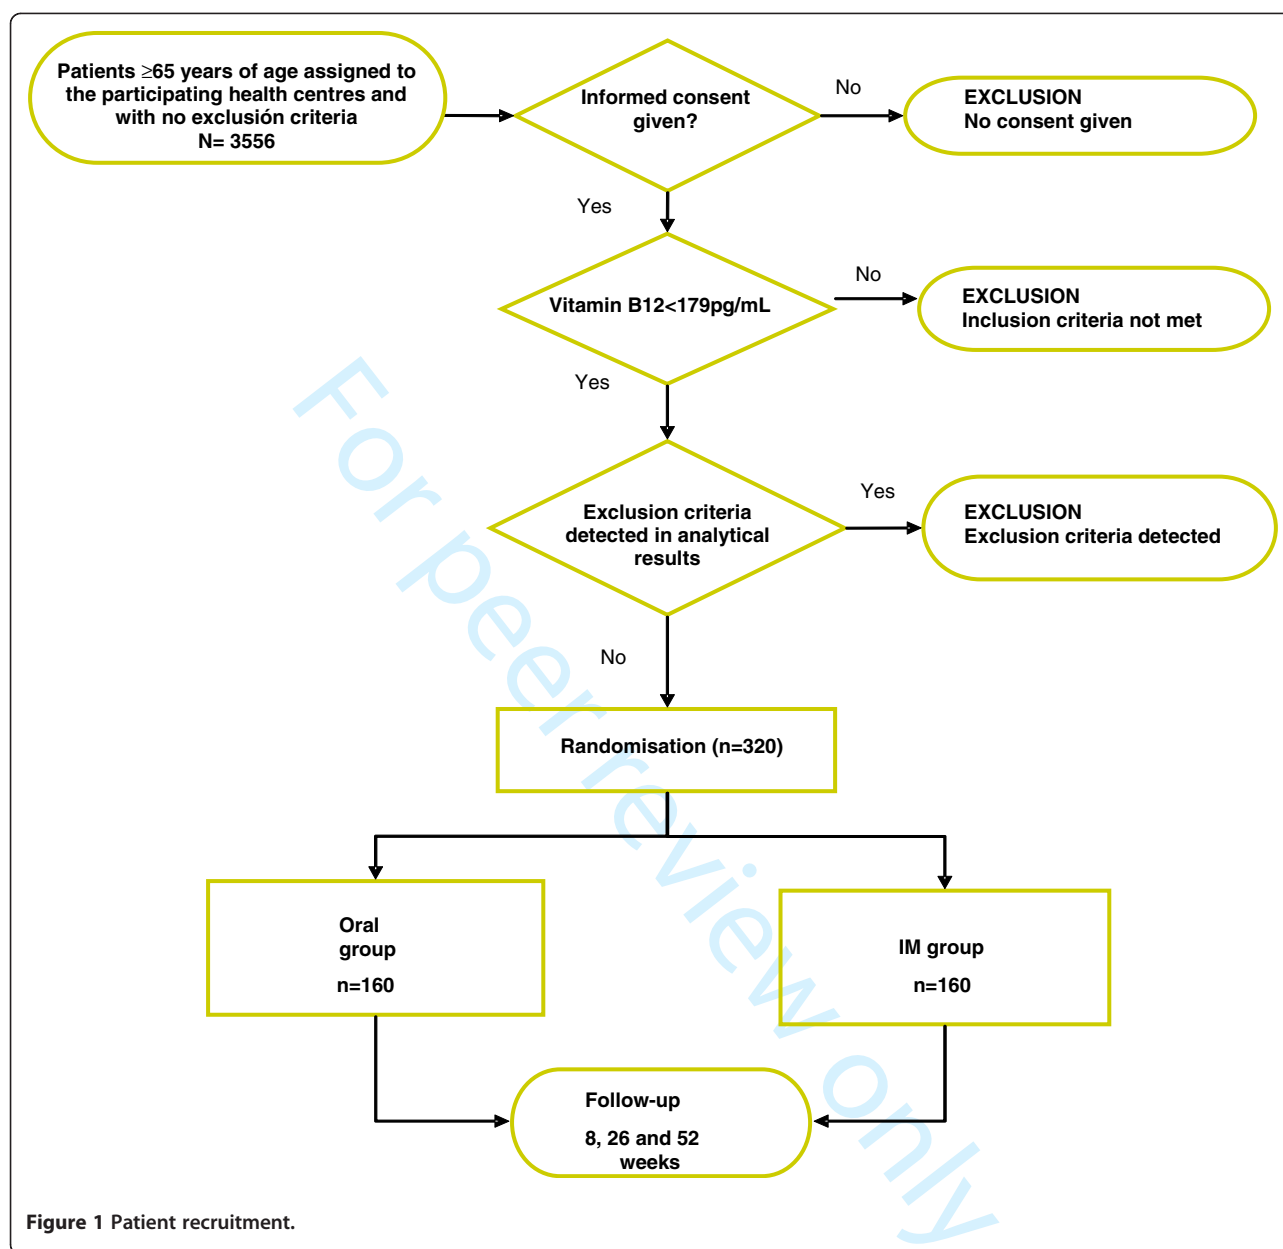 Patients ≥65 years of age assigned to
the participating health centres and
with no exclusión criteria
N= 3556
Informed consent
given?
No
EXCLUSION
No consent given
Yes
Vitamin B12<179pg/mL
No
EXCLUSION
Inclusion criteria not met
Yes
Exclusion criteria
detected in analytical
results
Yes
EXCLUSION
Exclusion criteria detected
No
Randomisation (n=320)
Oral
group
n=160
IM group
n=160
Follow-up
8, 26 and 52
weeks
For peer review only
Figure 1 Patient recruitment.